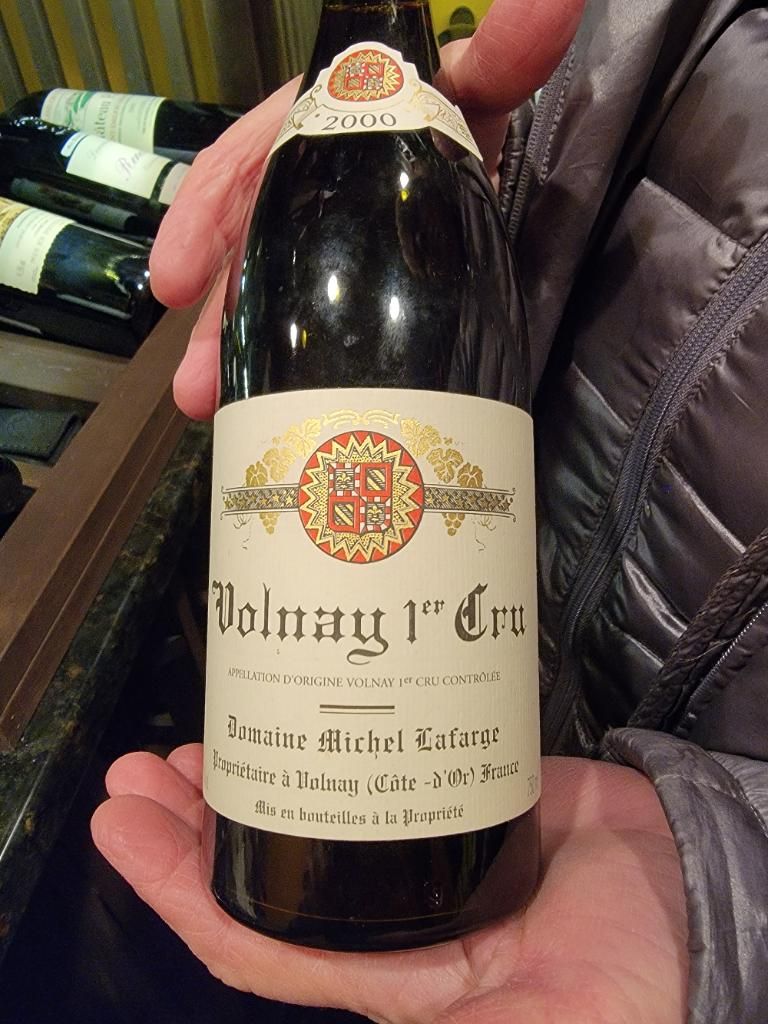 2000
Volnay 1er Cru
APPELLATION D'ORIGINE VOLNAY 1er CRU CONTRÔLÉE
Domaine Michel Lafarge
Propriétaire à Volnay (Côte-d'Or) France
Mis en bouteilles à la Propriété